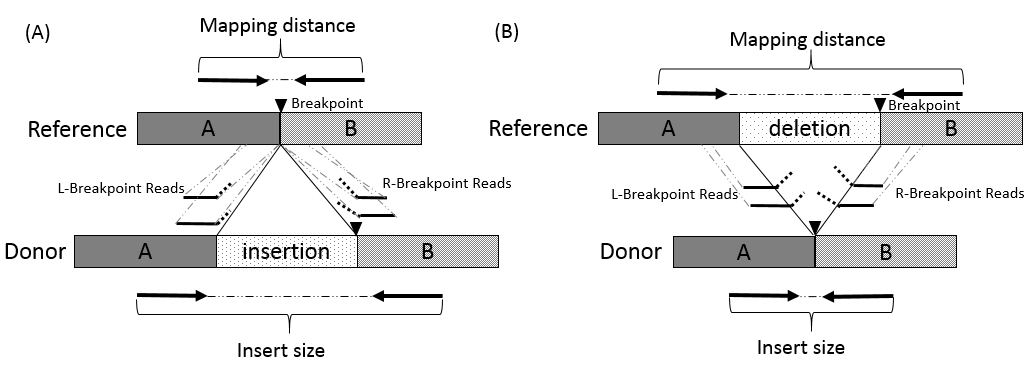 (A)
Mapping distance
Breakpoint
Reference
A
B
L-Breakpoint Reads
R-Breakpoint Reads
Donor
A
insertion
B
Insert size
(B)
Mapping distance
Breakpoint
Reference
A
deletion
B
L-Breakpoint Reads
R-Breakpoint Reads
Donor
A
B
Insert size